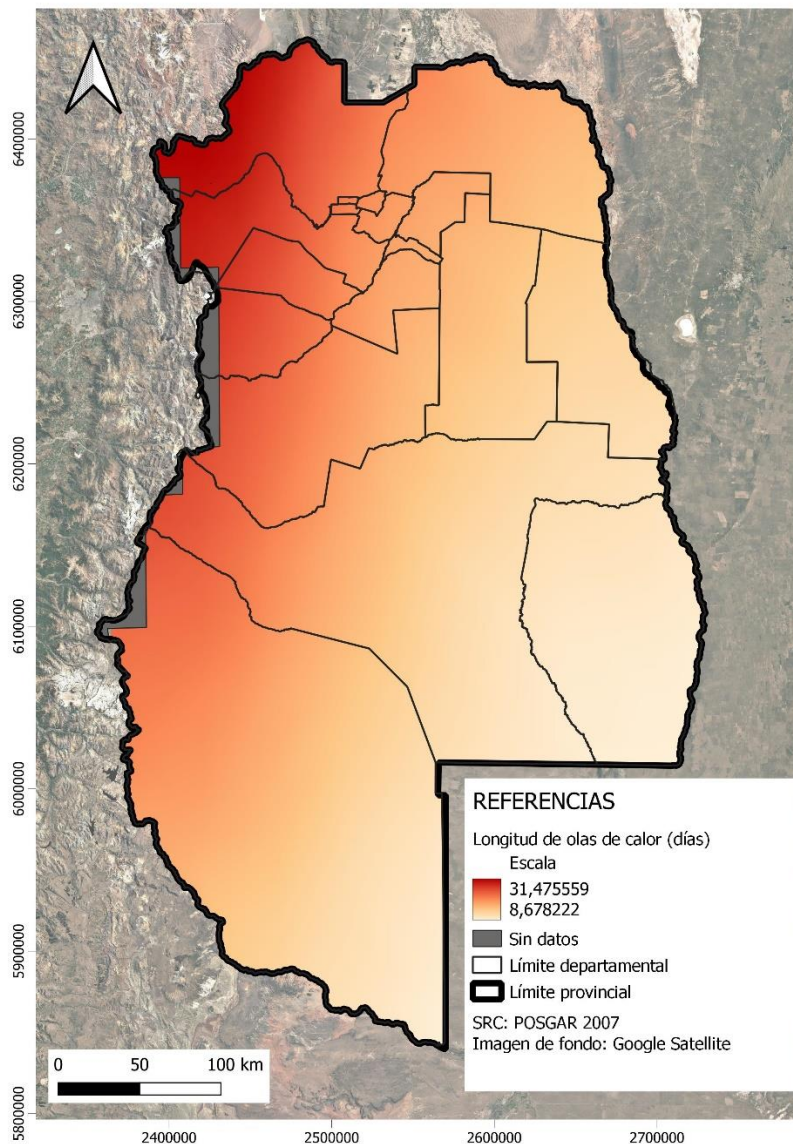 6400000
6300000
6200000
6100000
6000000
5900000
5800000
REFERENCIAS
Longitud de olas de calor (días)
Escala
31,475559
8,678222
Sin datos
Límite departamental
Límite provincial
SRC: POSGAR 2007
Imagen de fondo: Google Satellite
0 50 100 km
2400000 2500000 2600000 2700000